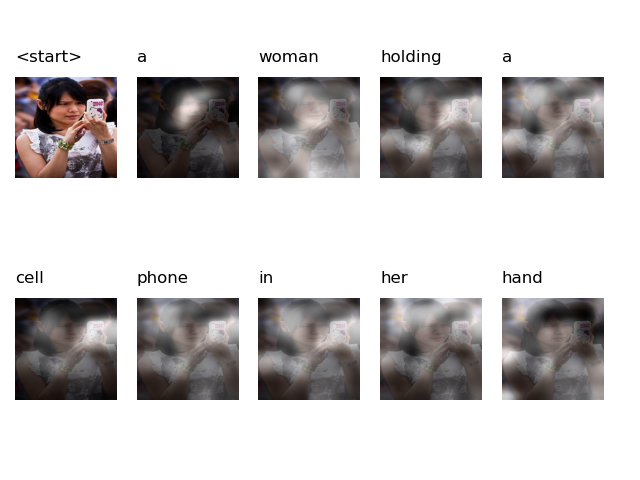 <start> a woman holding a
cell phone in her hand